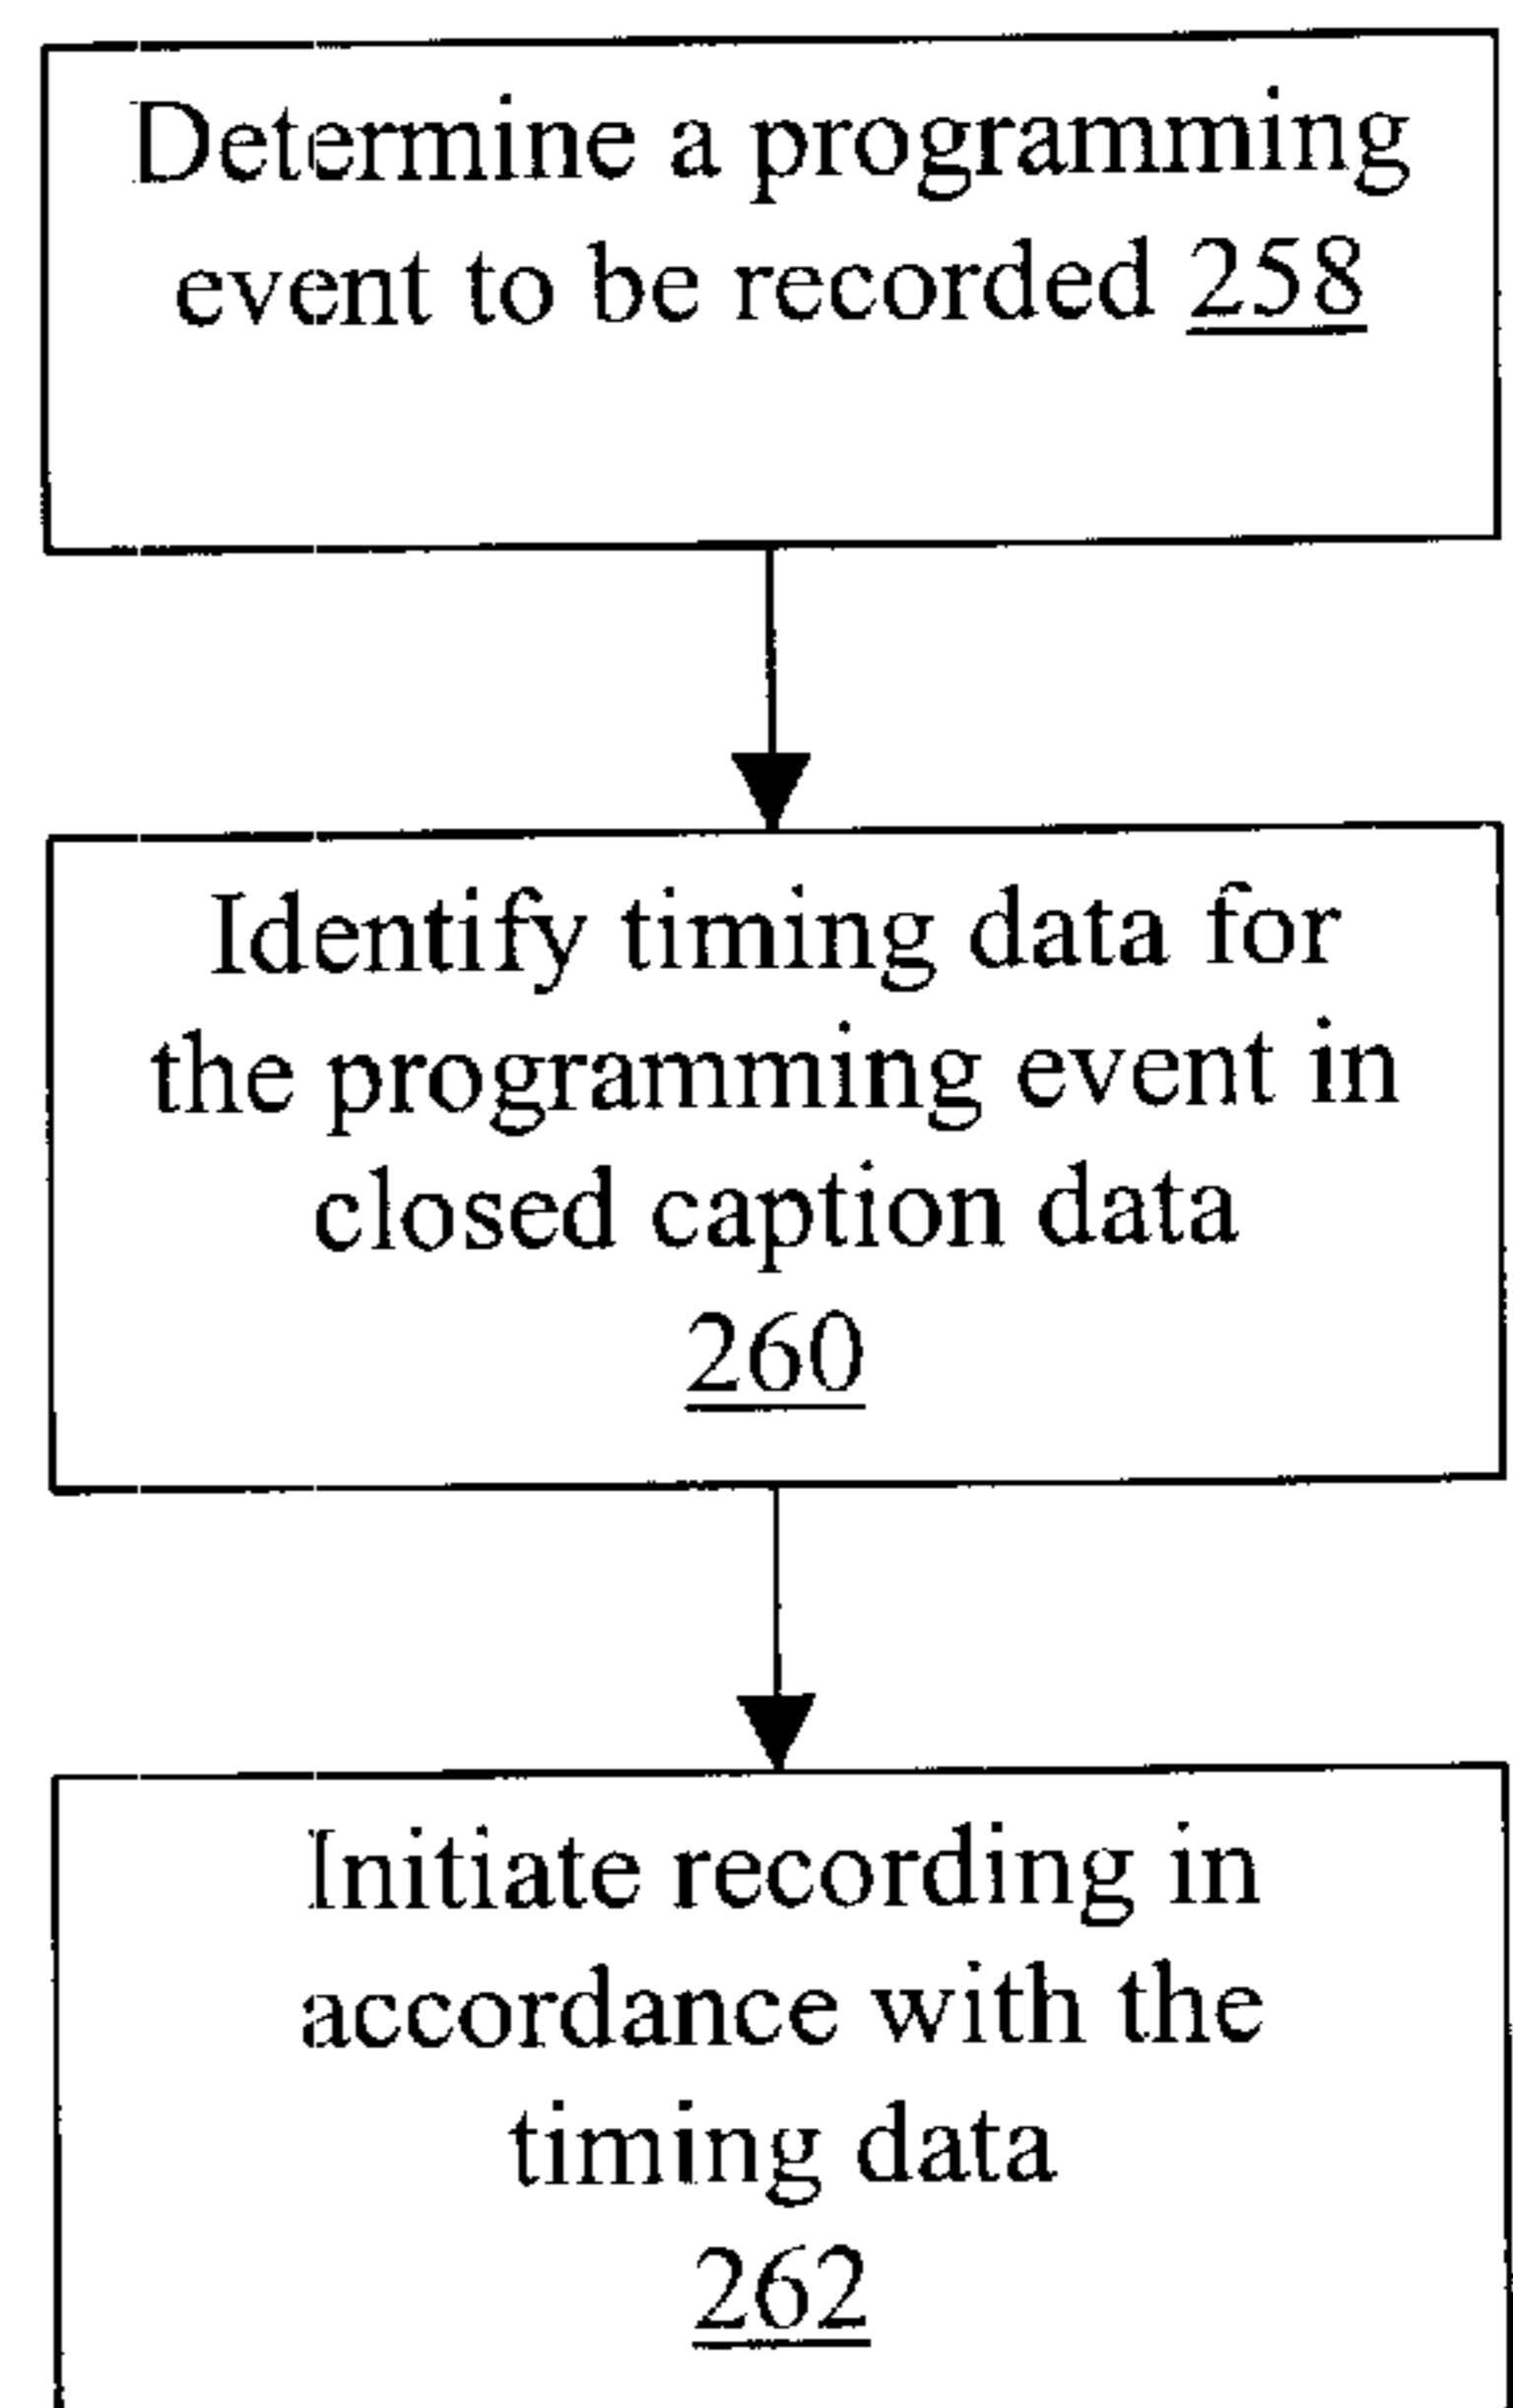 Determine a programming
event to be recorded 258
Identify timing data for
the programming event in
closed caption data
260
Initiate recording in
accordance with the
timing data
262